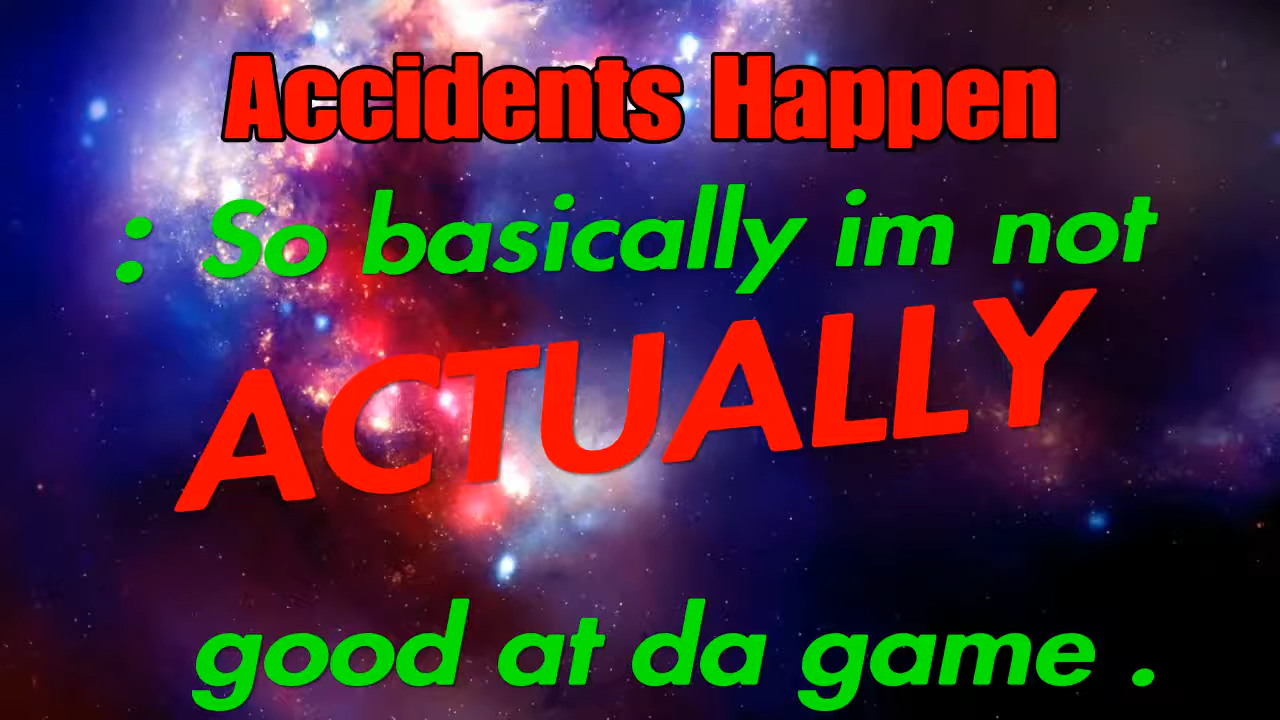 Accidents Happen
: So basically im not
ACTUALLY
good at da game .